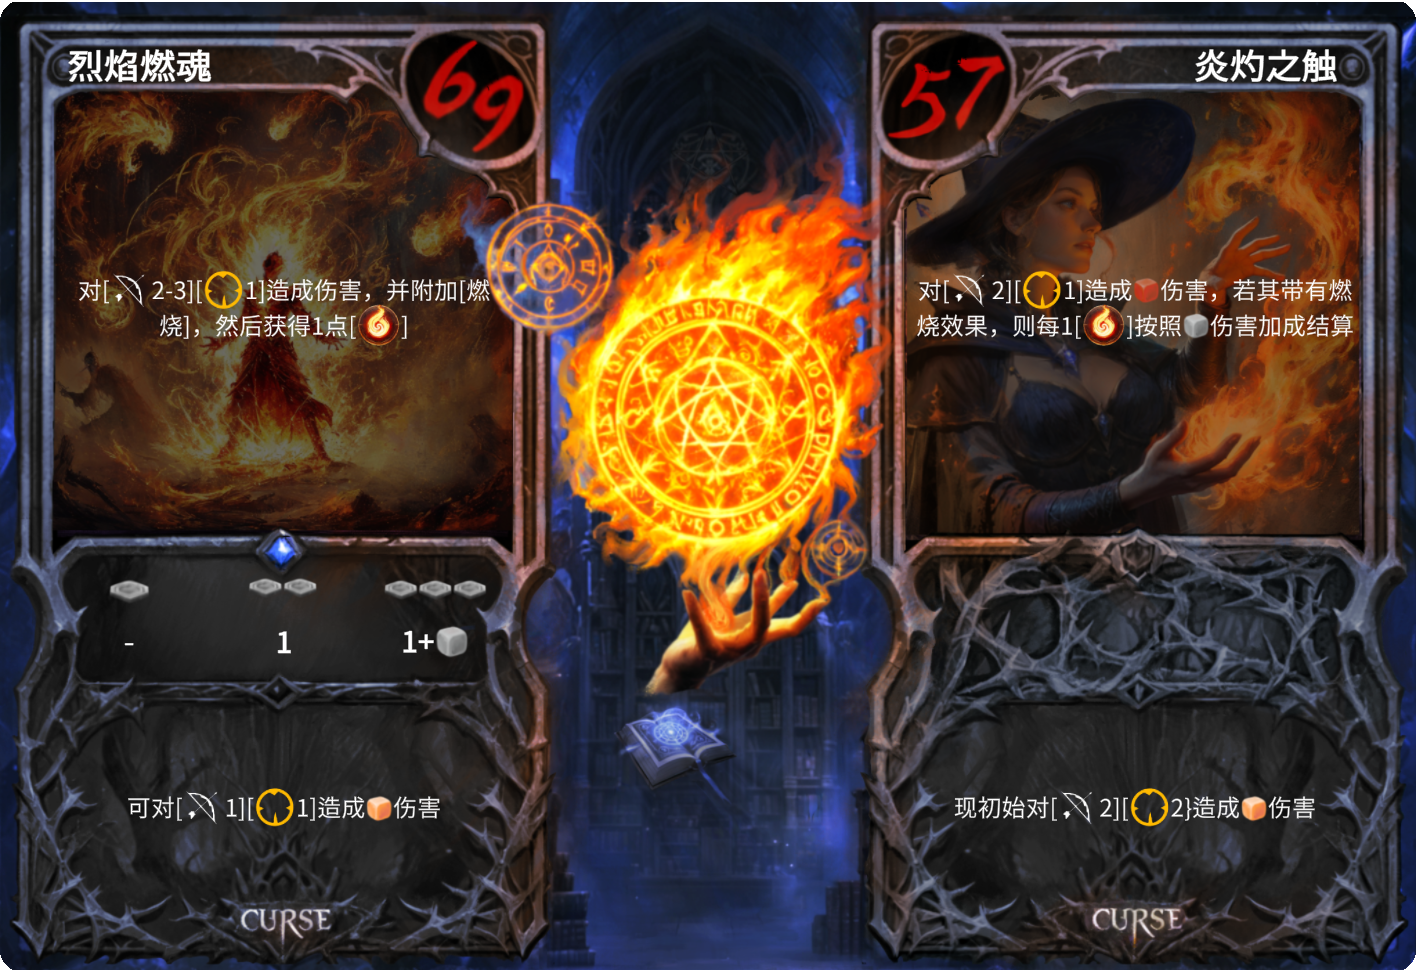 烈焰燃魂
69
对[2-3][1]造成伤害，并附加[燃
烧]，然后获得1点[]
- 1 1+
可对[1][1]造成伤害
CURSE
57
炎灼之触
对[2][1]造成伤害，若其带有燃
烧效果，则每1[]按照伤害加成结算
现初始对[2][2}造成伤害
CURSE